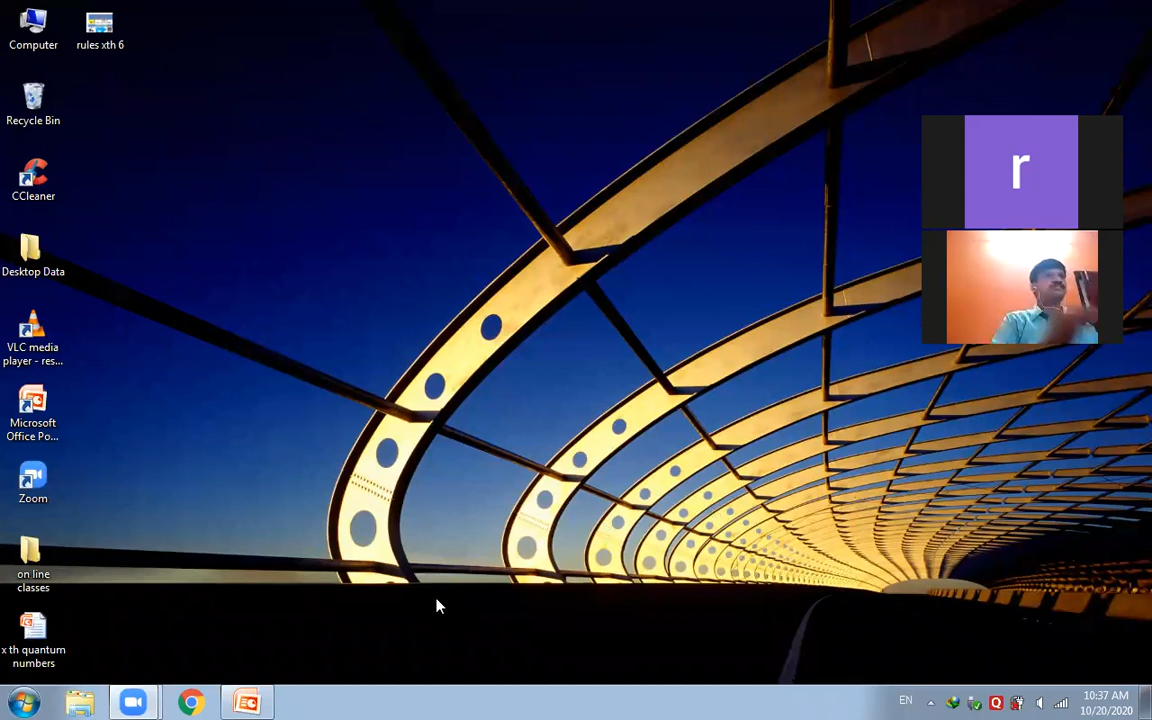 Computer
rules xth 6
Recycle Bin
CCleaner
Desktop Data
VLC media
player - res...
Microsoft
Office Po...
Zoom
on line
classes
x th quantum
numbers
r
EN
10:37 AM
10/20/2020